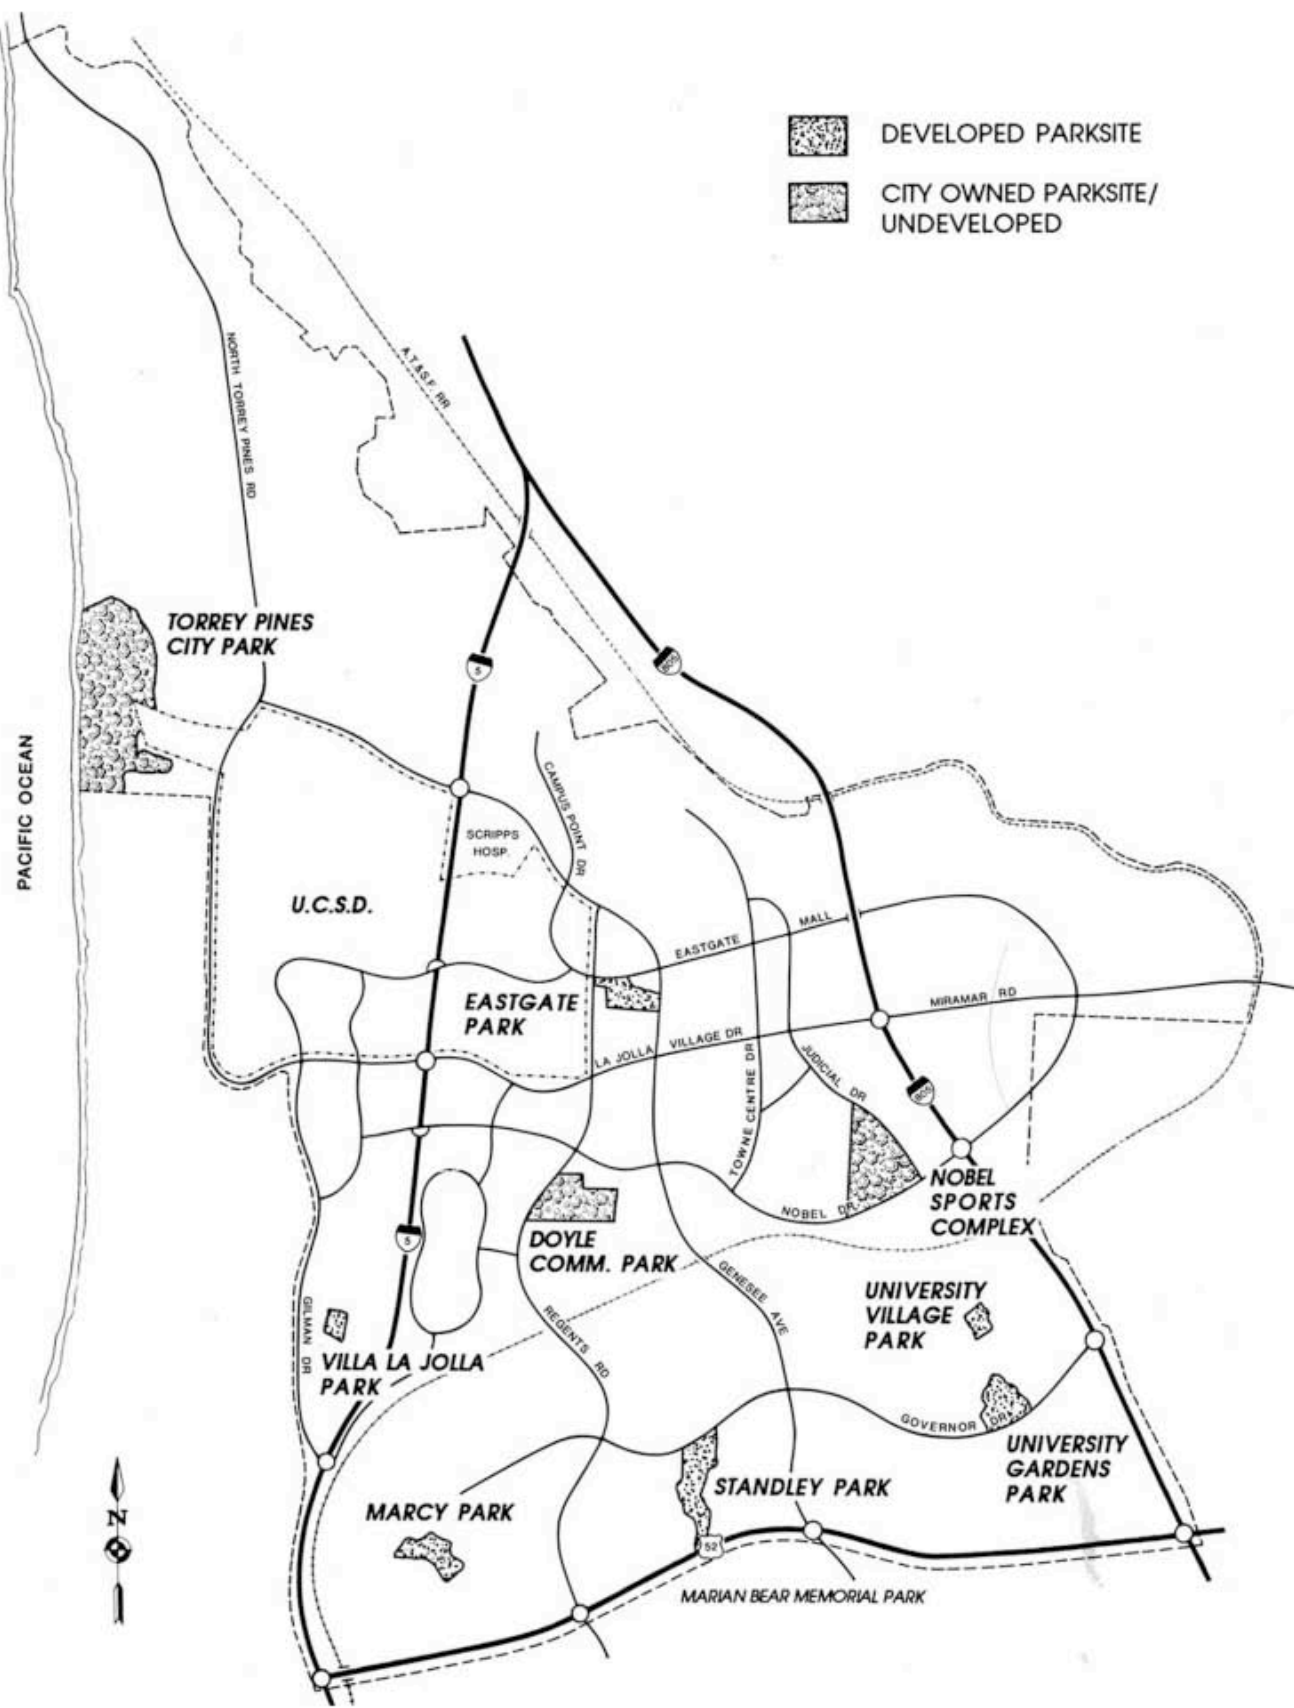 DEVELOPED PARKSITE
CITY OWNED PARKSITE/
UNDEVELOPED
NORTH TORREY PINES RD
A.T.&S.F. RR
TORREY PINES
CITY PARK
5
805
PACIFIC OCEAN
CAMPUS POINT DR
SCRIPPS
HOSP.
U.C.S.D.
EASTGATE MALL
EASTGATE
PARK
MIRAMAR RD
LA JOLLA VILLAGE DR
JUDICIAL DR
TOWNE CENTRE DR
805
NOBEL
SPORTS
COMPLEX
NOBEL DR
5
DOYLE
COMM. PARK
GENESEE AVE
UNIVERSITY
VILLAGE
PARK
GILMAN DR
REGENTS RD
VILLA LA JOLLA
PARK
GOVERNOR DR
UNIVERSITY
GARDENS
PARK
STANDLEY PARK
MARCY PARK
N
52
MARIAN BEAR MEMORIAL PARK